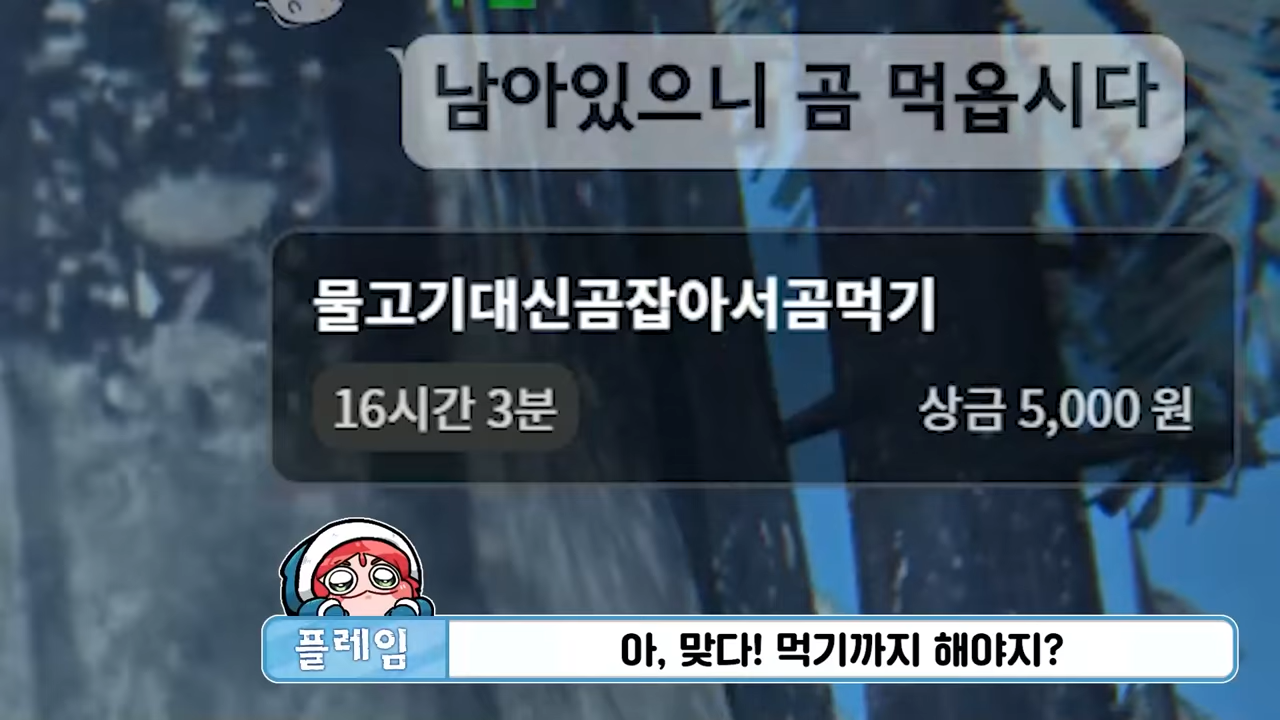 남아있으니 곰 먹읍시다
물고기대신곰잡아서곰먹기
16시간 3분
상금 5,000 원
플레임
아, 맞다! 먹기까지 해야지?